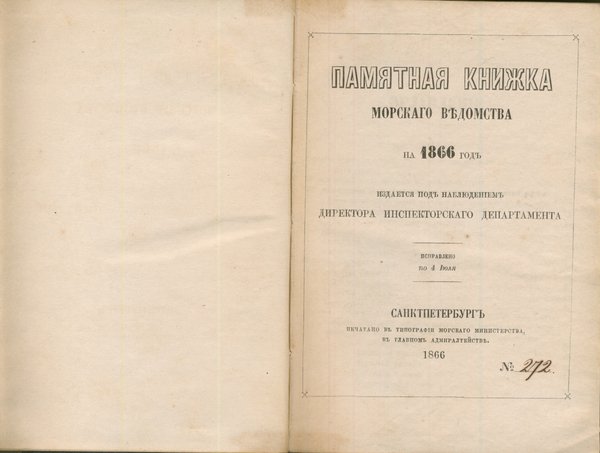 ПАМЯТНАЯ КНИЖКА
МОРСКАГО ВѢДОМСТВА
НА 1866 ГОДЪ
ИЗДАЕТСЯ ПОДЪ НАБЛЮДЕНІЕМЪ
ДИРЕКТОРА ИНСПЕКТОРСКАГО ДЕПАРТАМЕНТА
ИСПРАВЛЕНО
по 4 Іюля
САНКТПЕТЕРБУРГЪ
ПЕЧАТАНО ВЪ ТИПОГРАФІИ МОРСКАГО МИНИСТЕРСТВА,
ВЪ ГЛАВНОМЪ АДМИРАЛТЕЙСТВѢ.
1866
№ 272.